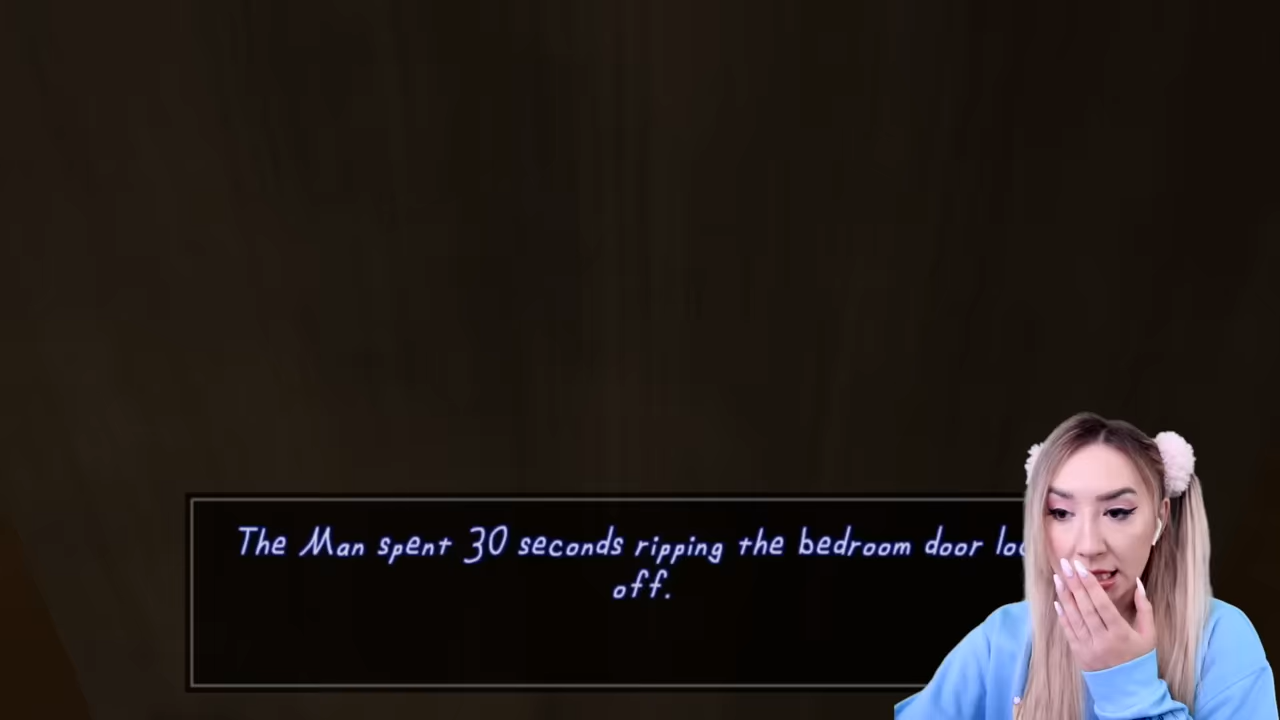 The Man spent 30 seconds ripping the bedroom door
off.